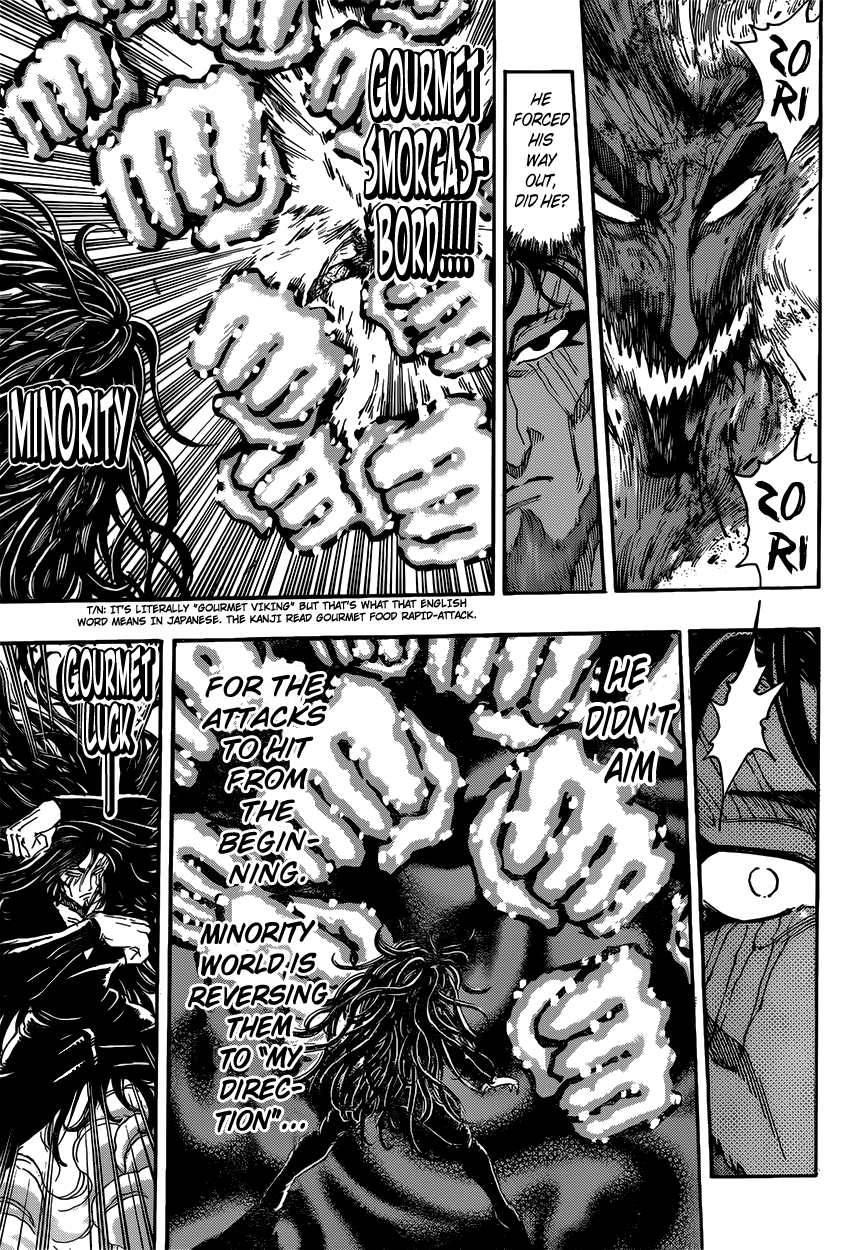 ZO
RI
HE
FORCED
HIS
WAY
OUT,
DID HE?
ZO
RI
GOURMET
SMORGAS-
BORD!!!!
MINORITY
T/N: IT'S LITERALLY "GOURMET VIKING" BUT THAT'S WHAT THAT ENGLISH
WORD MEANS IN JAPANESE. THE KANJI READ GOURMET FOOD RAPID-ATTACK.
HE
DIDN'T
AIM
FOR THE
ATTACKS
TO HIT
FROM
THE
BEGIN-
NING.
MINORITY
WORLD IS
REVERSING
THEM
TO "MY
DIREC-
TION"...
GOURMET
LUCK